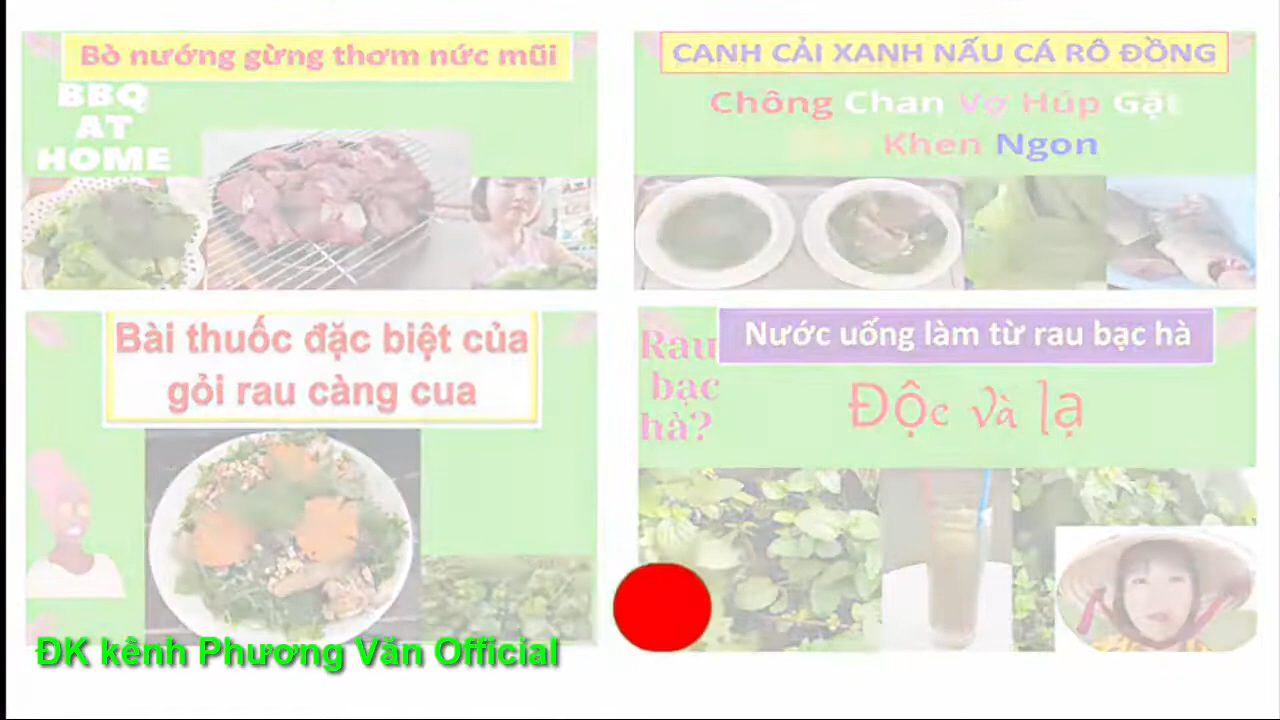 Bò nướng gừng thơm nức mũi
BBQ
AT
HOME
CANH CẢI XANH NẤU CÁ RÔ ĐỒNG
Chồng Chan Vợ Húp Gật
Khen Ngon
Bài thuốc đặc biệt của
gỏi rau càng cua
Nước uống làm từ rau bạc hà
Rau
bạc
hà?
Độc và lạ
ĐK kênh Phương Văn Official